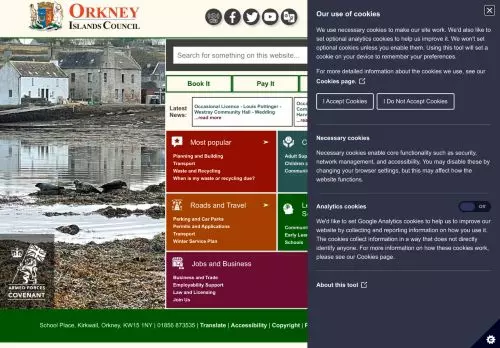 ORKNEY
ISLANDS COUNCIL
Search for something on this website...
Book It
Pay It
Latest
News:
Occasional Licence - Louis Pottinger -
Westray Community Hall - Wedding
...read more
Most popular
Planning and Building
Transport
Waste and Recycling
When is my waste or recycling due?
Adult Sup
Children
Communi
Roads and Travel
Parking and Car Parks
Permits and Applications
Transport
Winter Service Plan
Communi
Early Lear
Schools
Jobs and Business
Business and Trade
Employability Support
Law and Licensing
Join Us
ARMED FORCES
COVENANT
School Place, Kirkwall, Orkney, KW15 1NY | 01856 873535 | Translate | Accessibility | Copyright |
Our use of cookies
We use necessary cookies to make our site work. We'd also like to
set optional analytics cookies to help us improve it. We won't set
optional cookies unless you enable them. Using this tool will set a
cookie on your device to remember your preferences.
For more detailed information about the cookies we use, see our
Cookies page.
I Accept Cookies
I Do Not Accept Cookies
Necessary cookies
Necessary cookies enable core functionality such as security,
network management, and accessibility. You may disable these by
changing your browser settings, but this may affect how the
website functions.
Analytics cookies
Off
We'd like to set Google Analytics cookies to help us to improve our
website by collecting and reporting information on how you use it.
The cookies collect information in a way that does not directly
identify anyone. For more information on how these cookies work,
please see our Cookies page.
About this tool